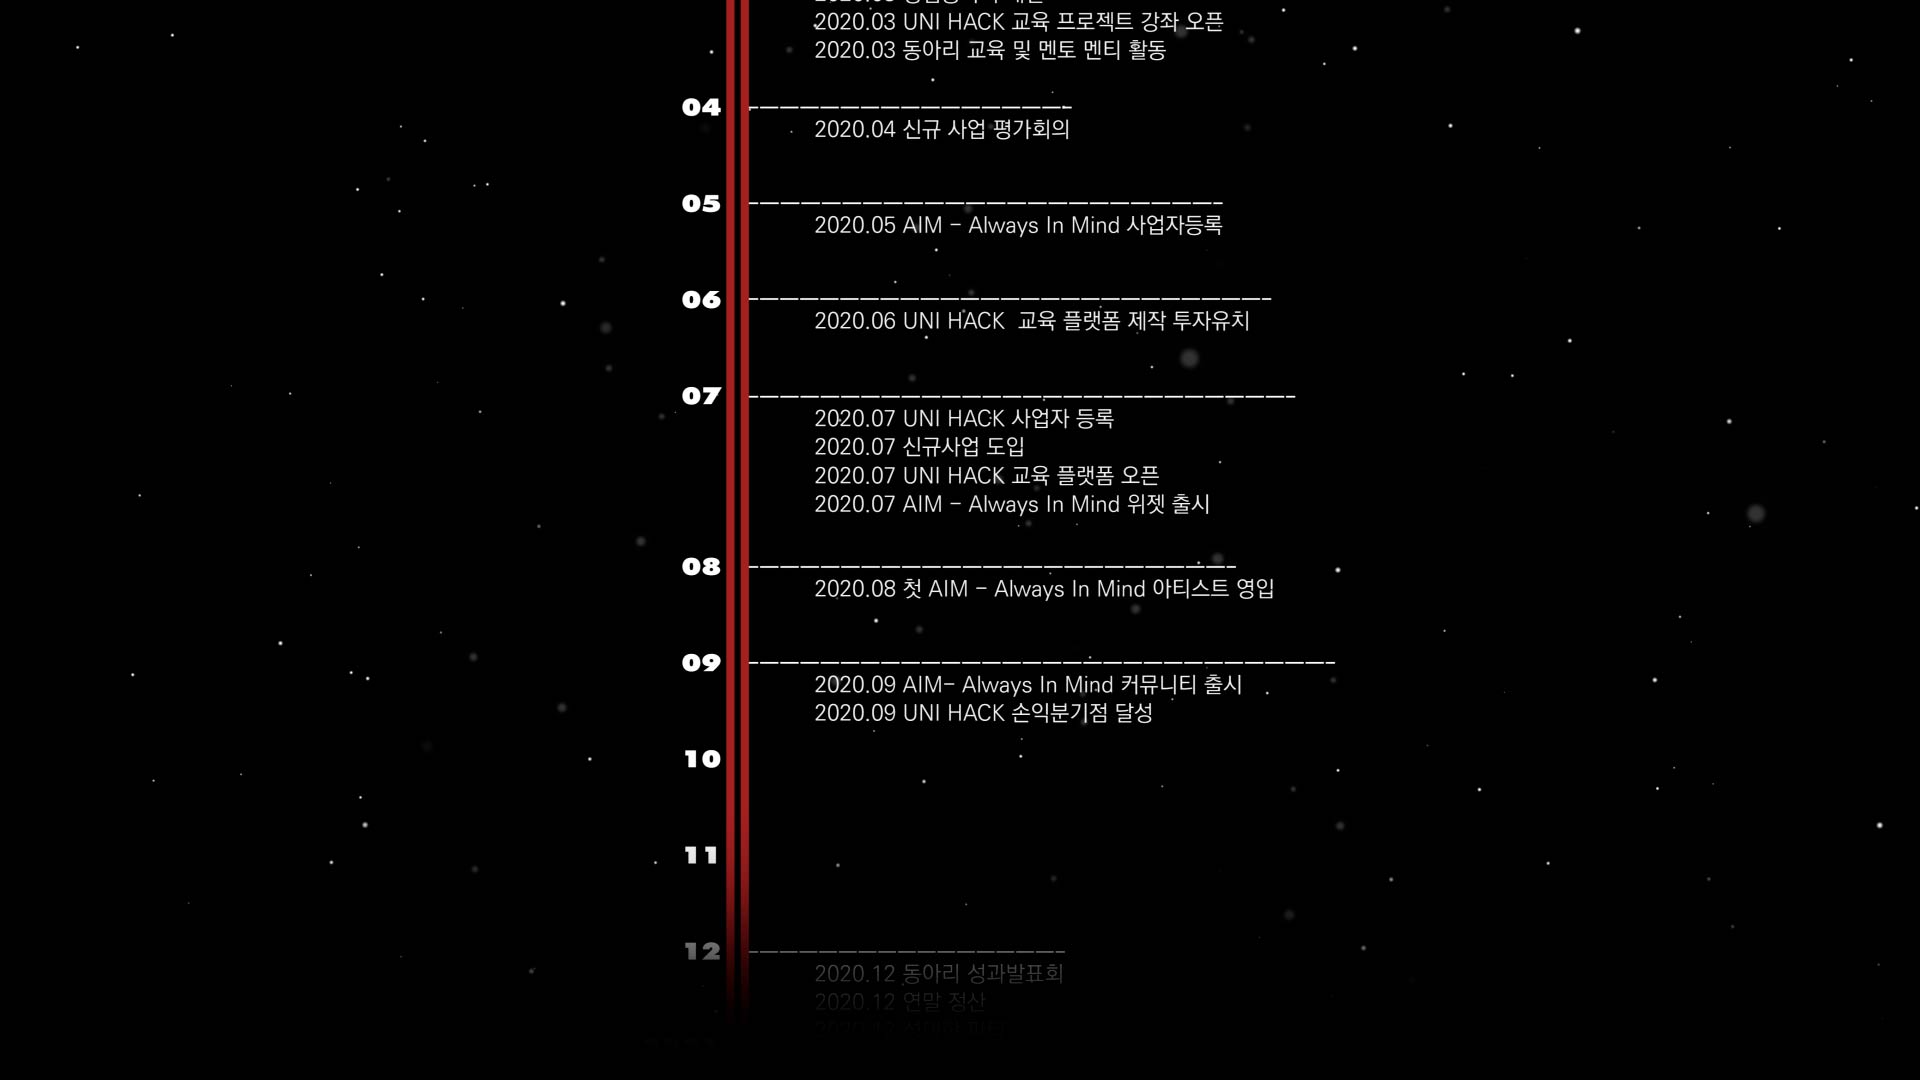 2020.03 UNI HACK 교육 프로젝트 강좌 오픈
2020.03 동아리 교육 및 멘토 멘티 활동
04
2020.04 신규 사업 평가회의
05
2020.05 AIM - Always In Mind 사업자등록
06
2020.06 UNI HACK  교육 플랫폼 제작 투자유치
07
2020.07 UNI HACK 사업자 등록
2020.07 신규사업 도입
2020.07 UNI HACK 교육 플랫폼 오픈
2020.07 AIM - Always In Mind 위젯 출시
08
2020.08 첫 AIM - Always In Mind 아티스트 영입
09
2020.09 AIM- Always In Mind 커뮤니티 출시
2020.09 UNI HACK 손익분기점 달성
10
11
12
2020.12 동아리 성과발표회
2020.12 연말 정산